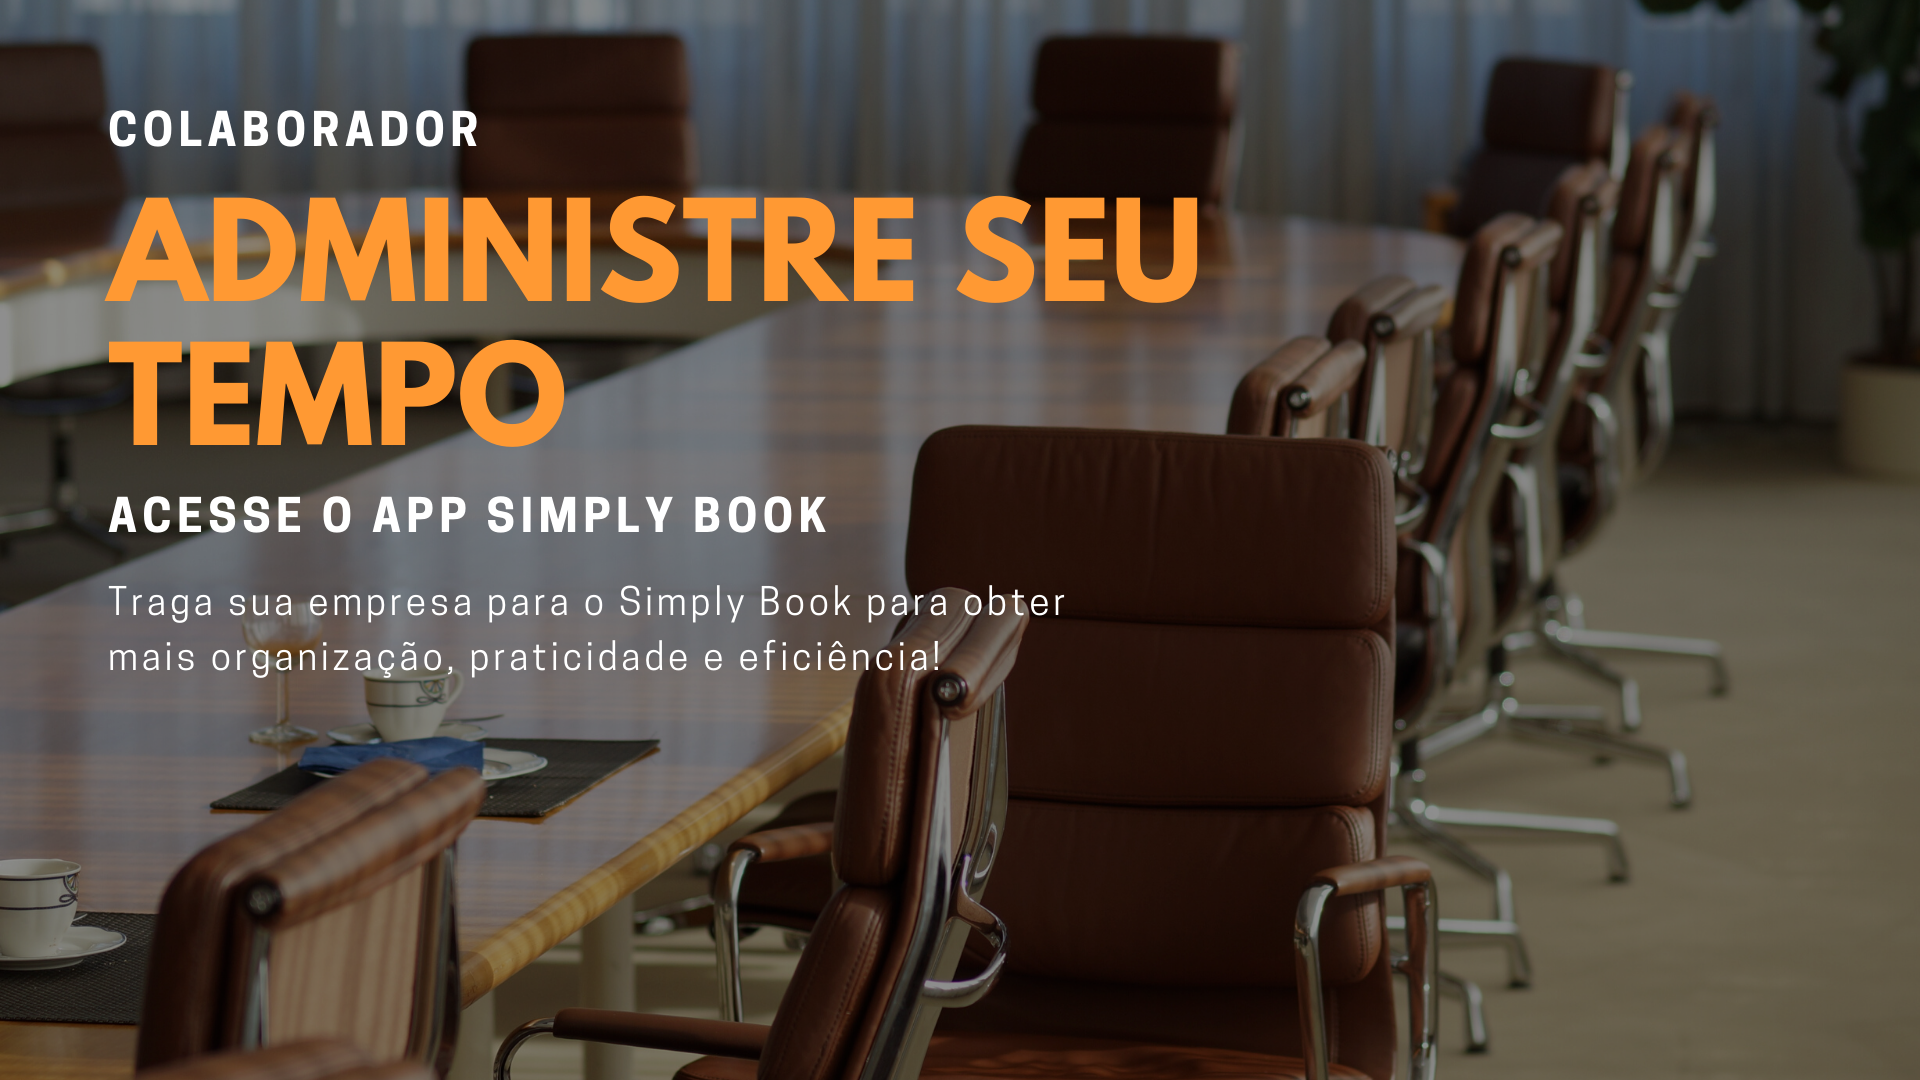 COLABORADOR
ADMINISTRE SEU
TEMPO
ACESSE O APP SIMPLY BOOK
Traga sua empresa para o Simply Book para obter
mais organização, praticidade e eficiência!